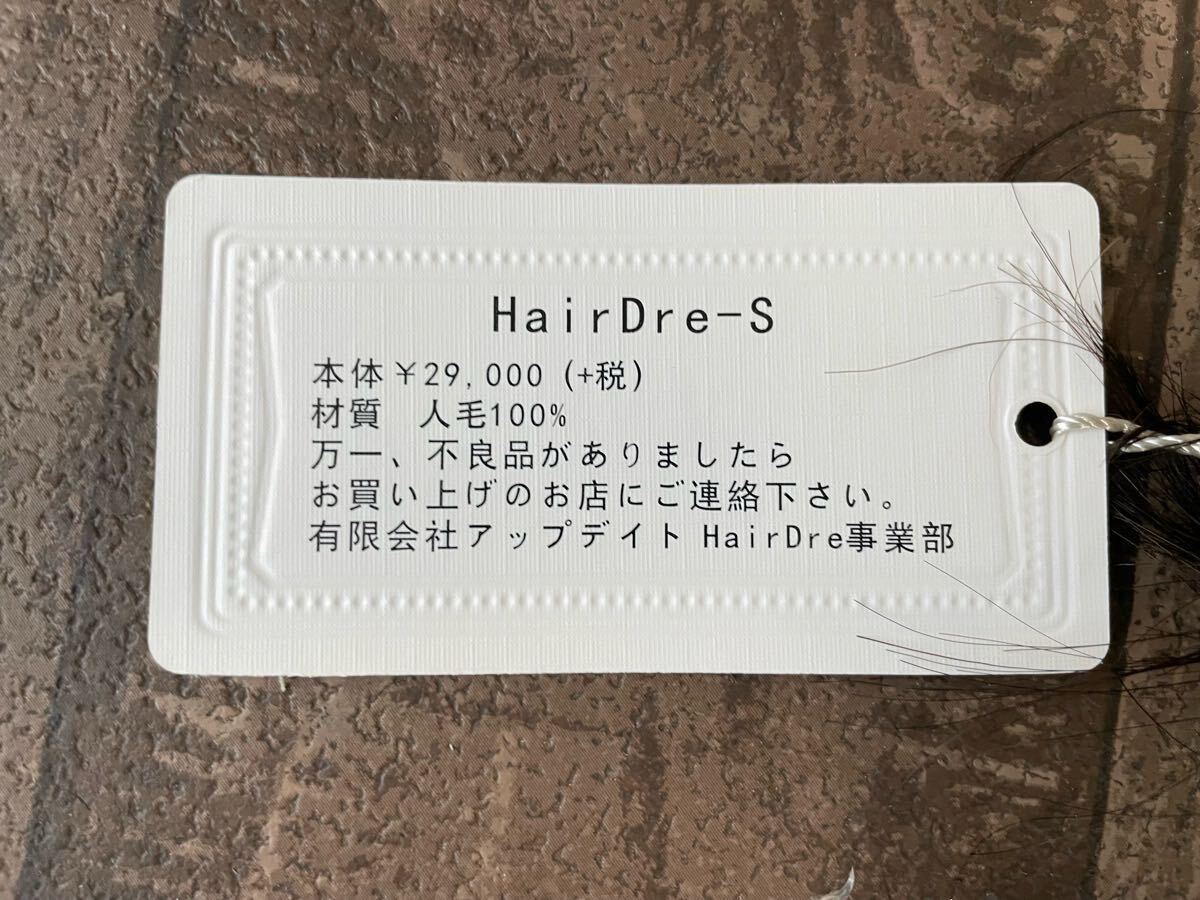 HairDre-S
本体￥29,000 (+税)
材質　人毛100%
万一、不良品がありましたら
お買い上げのお店にご連絡下さい。
有限会社アップデイト HairDre事業部